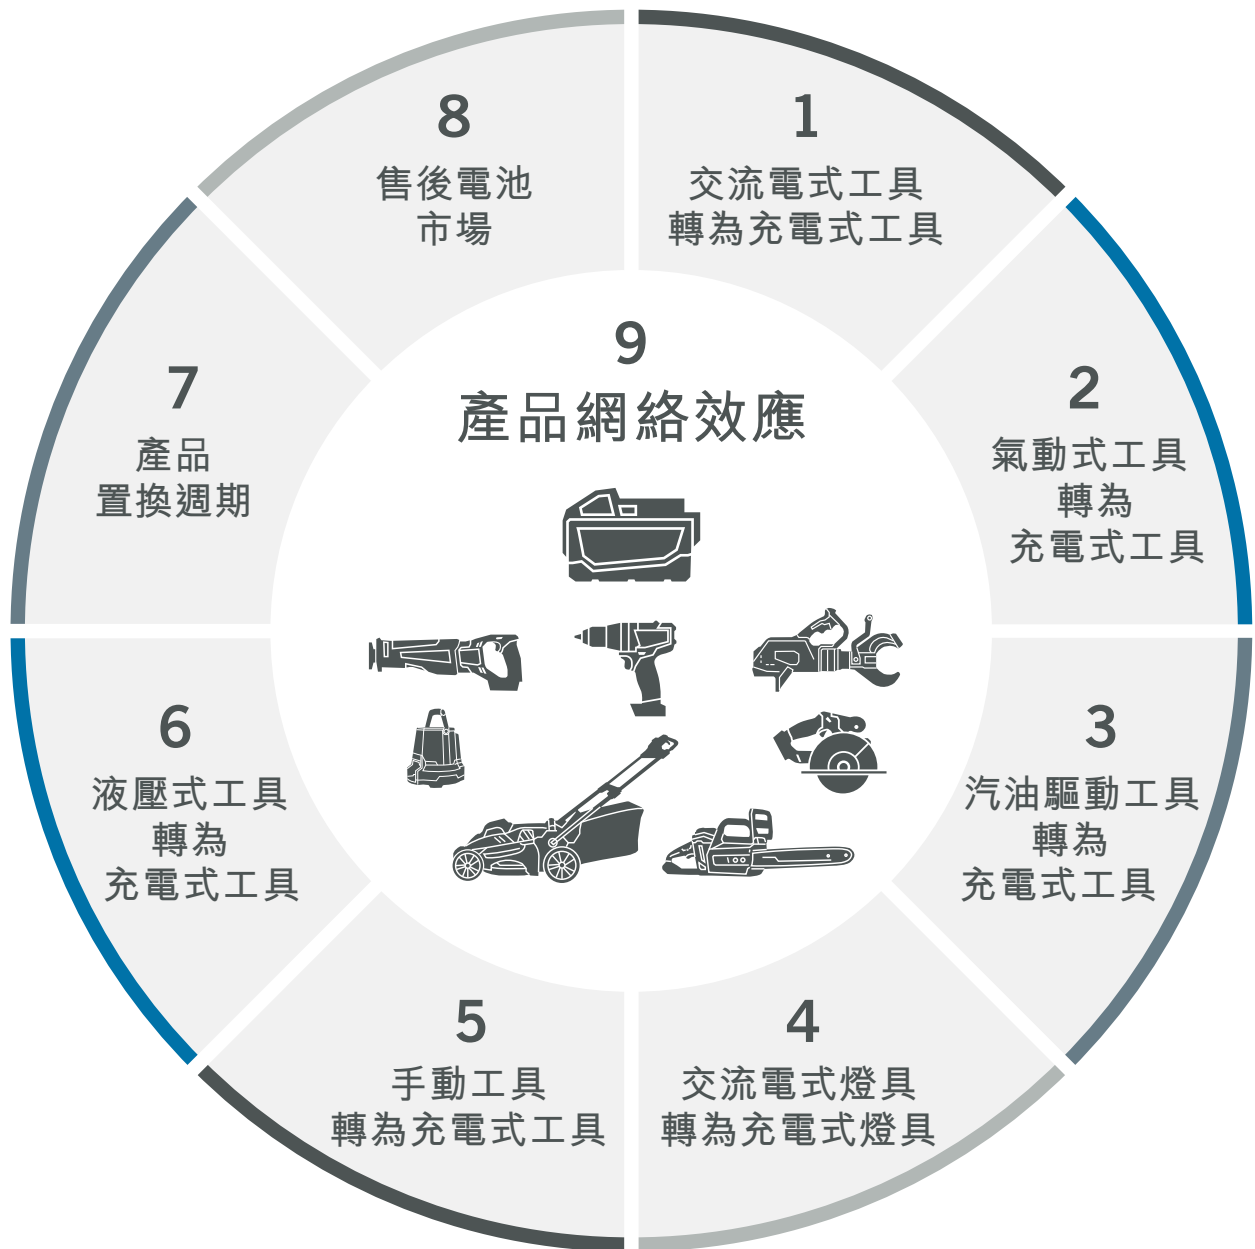 1
交流電式工具
轉為充電式工具
2
氣動式工具
轉為
充電式工具
3
汽油驅動工具
轉為
充電式工具
4
交流電式燈具
轉為充電式燈具
5
手動工具
轉為充電式工具
6
液壓式工具
轉為
充電式工具
7
產品
置換週期
8
售後電池
市場
9
產品網絡效應